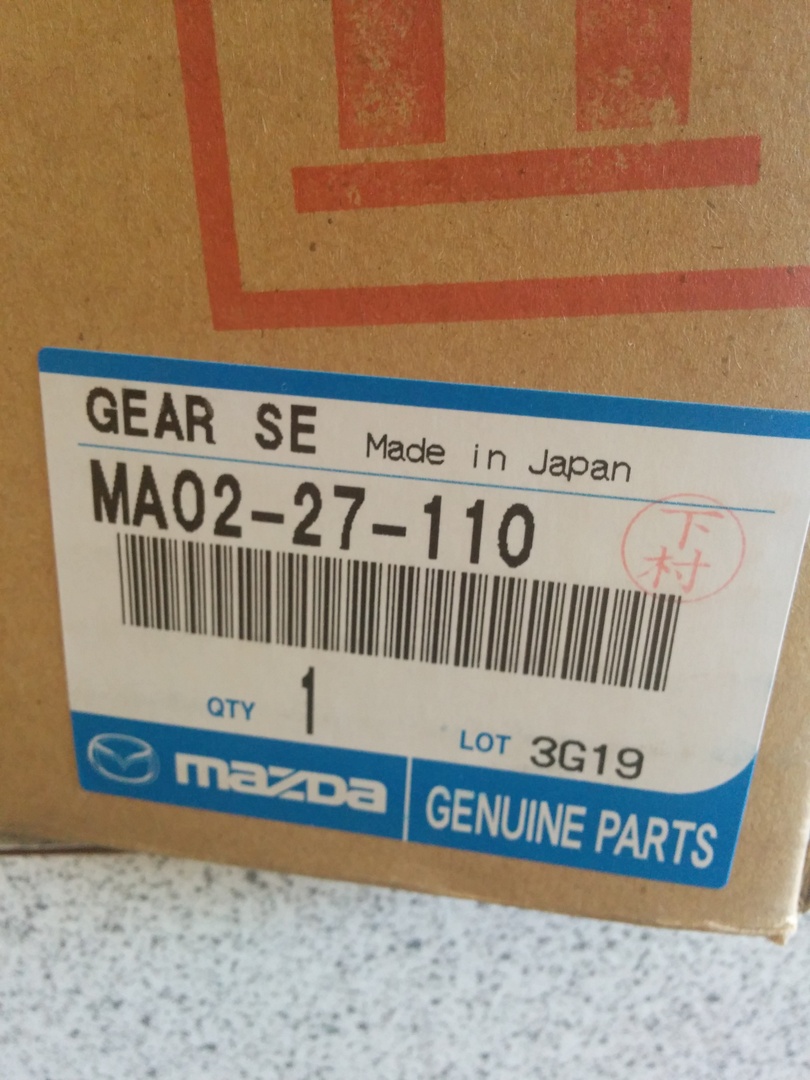 GEAR SE Made in Japan
MA02-27-110
下
村
QTY 1
LOT 3G19
mazda GENUINE PARTS